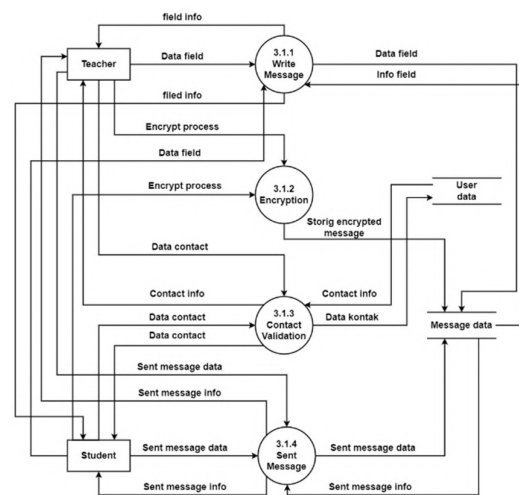 field info
3.1.1
Write
Message
Teacher
Data field
Data field
Info field
filed info
Encrypt process
Data field
3.1.2
Encryption
Encrypt process
User
data
Storig encrypted
message
Data contact
Contact info
Contact info
3.1.3
Contact
Validation
Data contact
Data kontak
Message data
Data contact
Sent message data
Sent message info
3.1.4
Sent
Message
Student
Sent message data
Sent message data
Sent message info
Sent message info